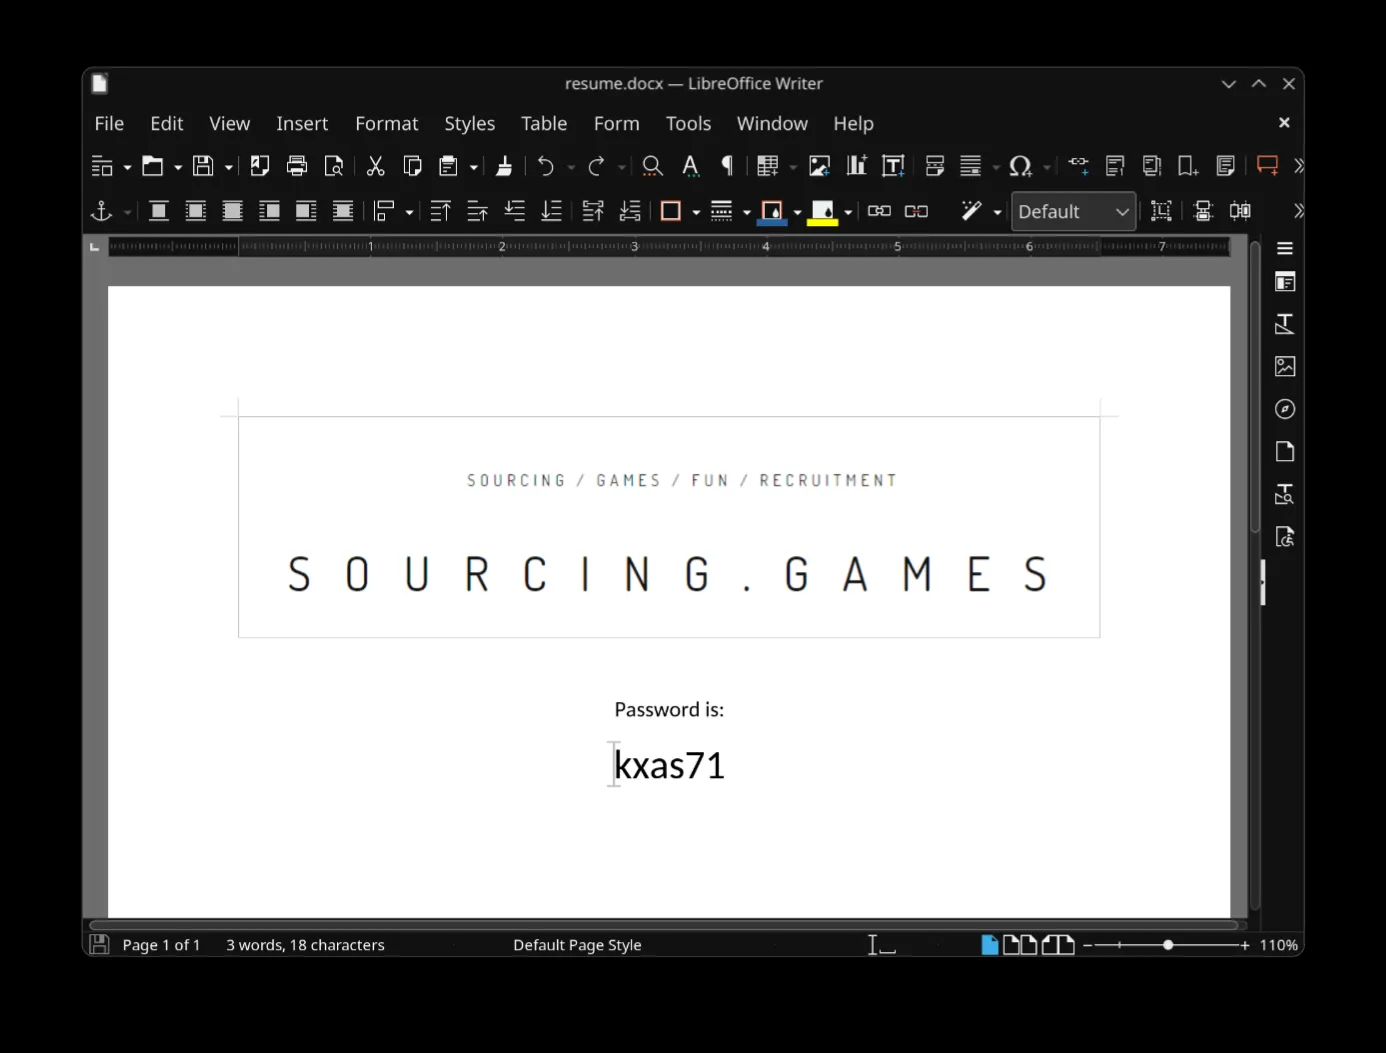 resume.docx — LibreOffice Writer
File Edit View Insert Format Styles Table Form Tools Window Help
Default
1 2 3 4 5 6 7
SOURCING / GAMES / FUN / RECRUITMENT
SOURCING.GAMES
Password is:
kxas71
Page 1 of 1 3 words, 18 characters Default Page Style 110%